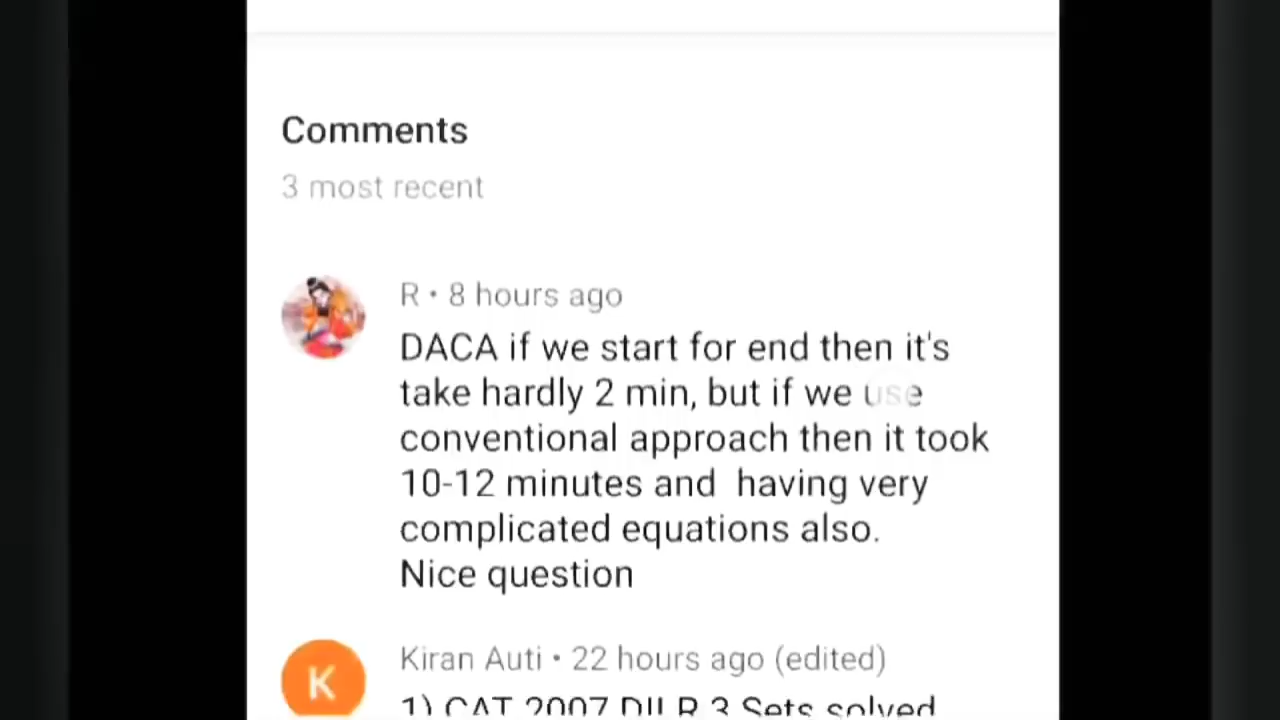 Comments
3 most recent
R • 8 hours ago
DACA if we start for end then it's
take hardly 2 min, but if we use
conventional approach then it took
10-12 minutes and  having very
complicated equations also.
Nice question
K
Kiran Auti • 22 hours ago (edited)
1) CAT 2007 DILR 3 Sets solved